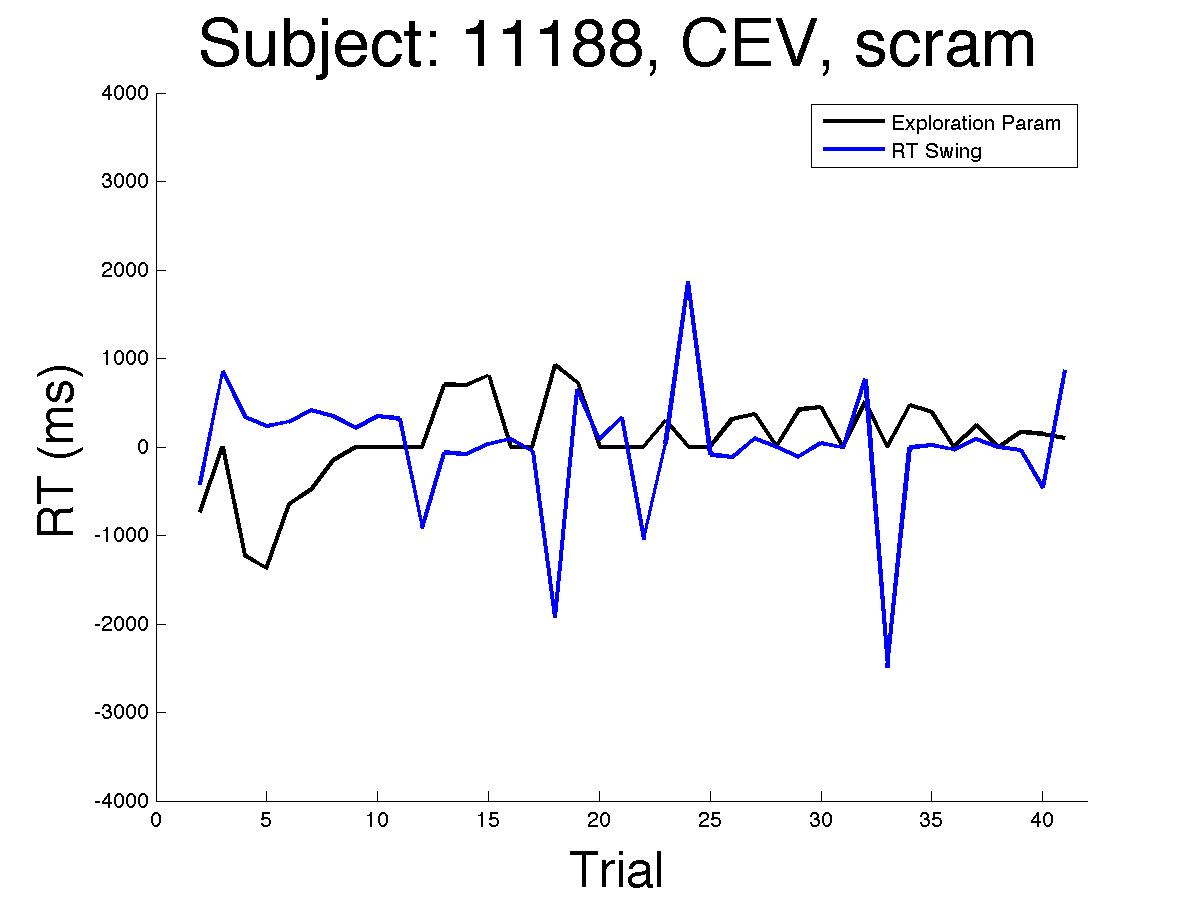 Subject: 11188, CEV, scram
4000
3000
2000
1000
0
-1000
-2000
-3000
-4000
RT (ms)
Exploration Param
RT Swing
0 5 10 15 20 25 30 35 40
Trial